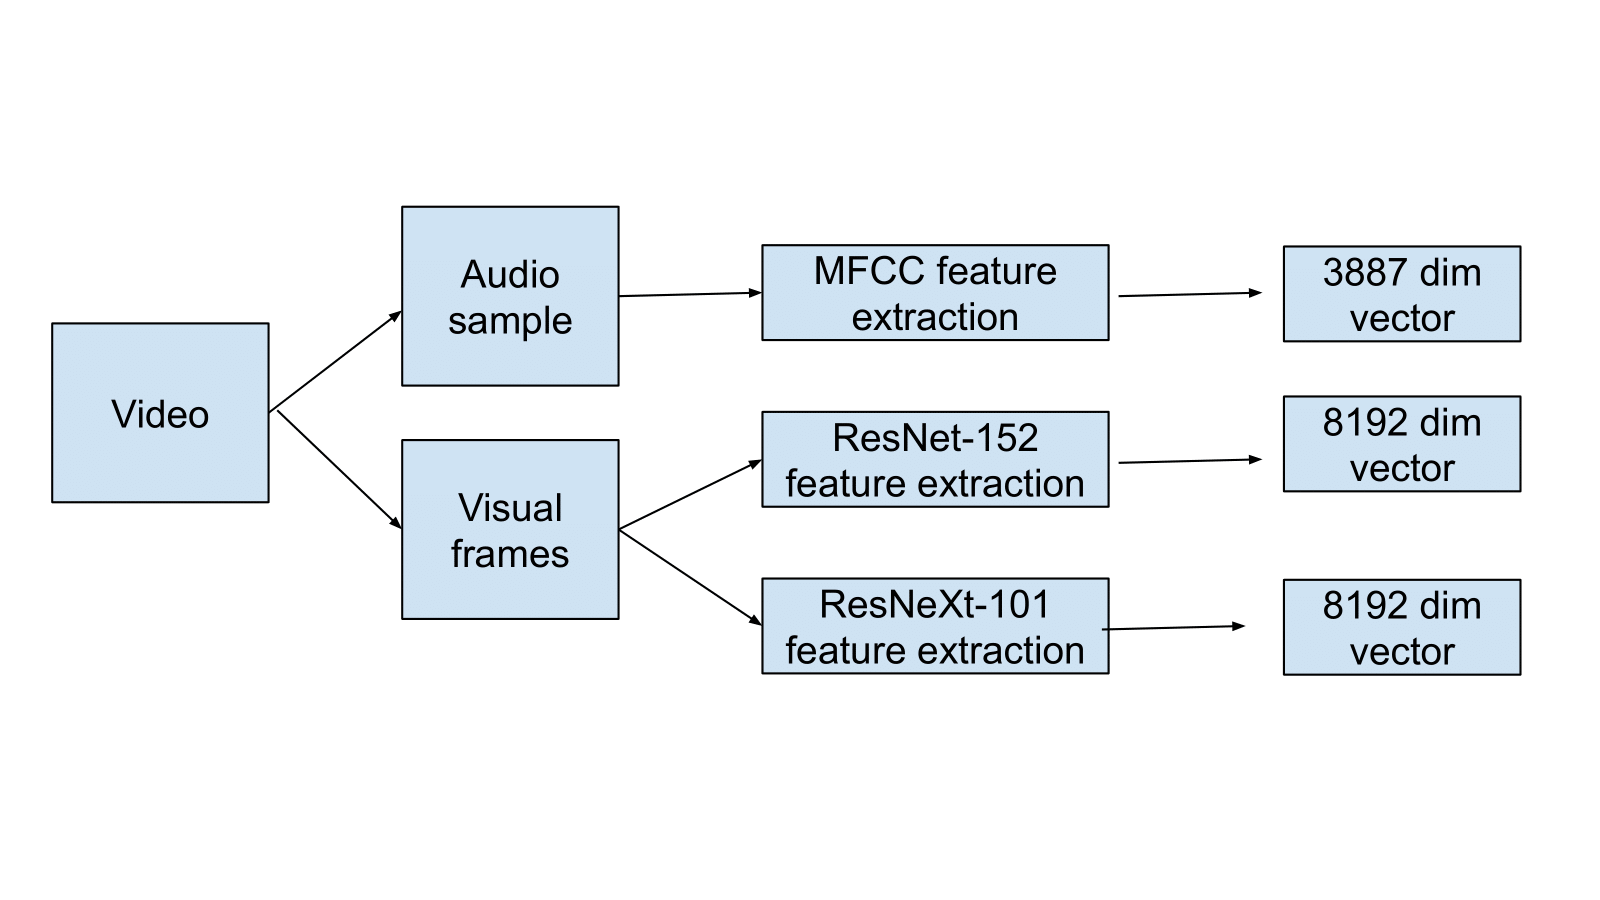 Video
Audio
sample
Visual
frames
MFCC feature
extraction
ResNet-152
feature extraction
ResNeXt-101
feature extraction
3887 dim
vector
8192 dim
vector
8192 dim
vector